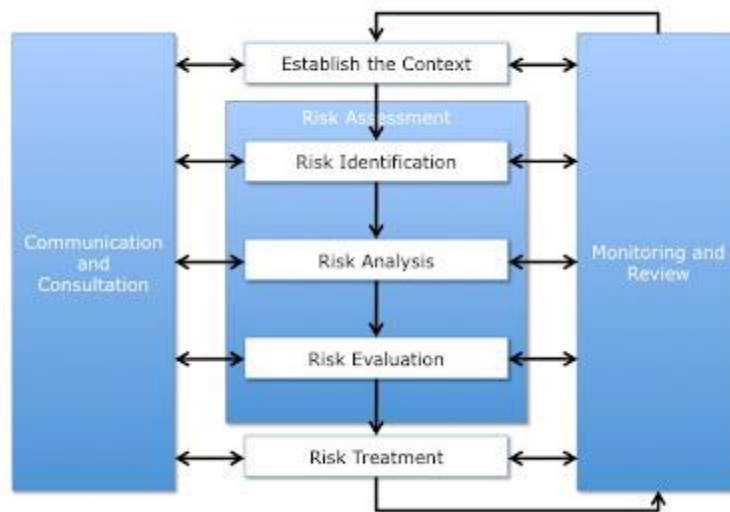 Establish the Context
Risk Assessment
Risk Identification
Communication
and
Consultation
Risk Analysis
Monitoring and
Review
Risk Evaluation
Risk Treatment